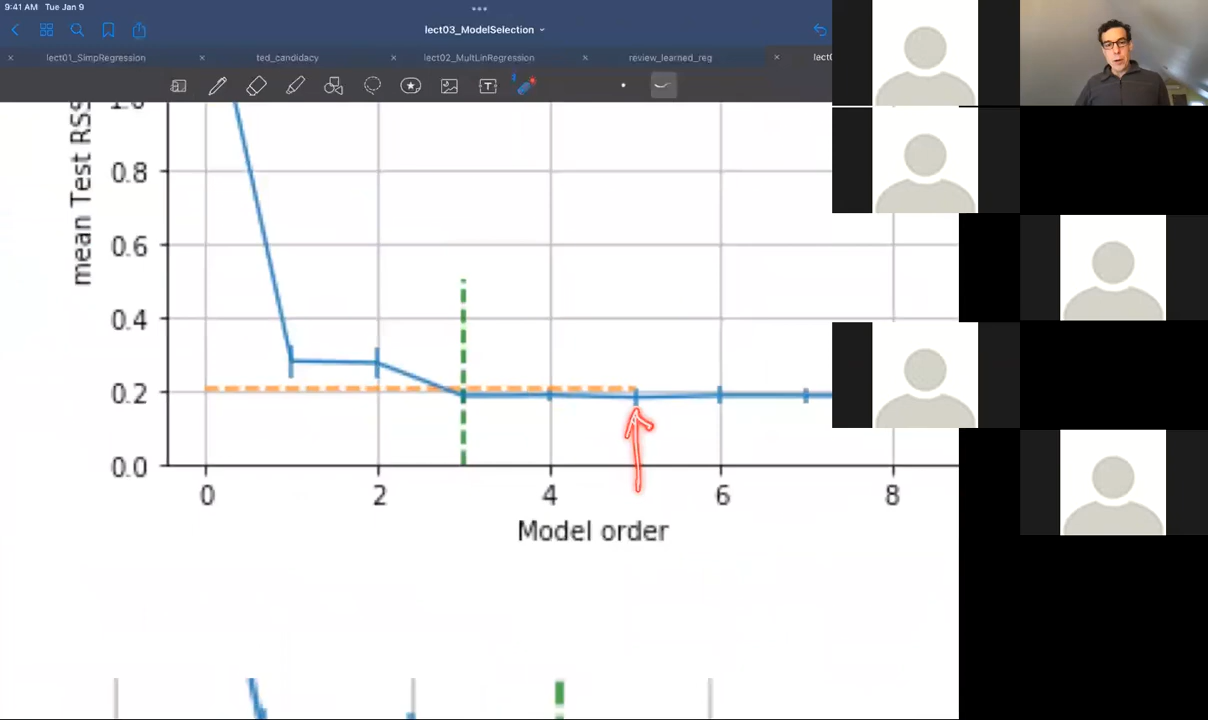 9:41 AM Tue Jan 9
lect03_ModelSelection
lect01_SimpRegression
ted_candidacy
lect02_MultLinRegression
review_learned_reg
T
mean Test RSS
0.8
0.6
0.4
0.2
0.0
0 2 4 6 8
Model order